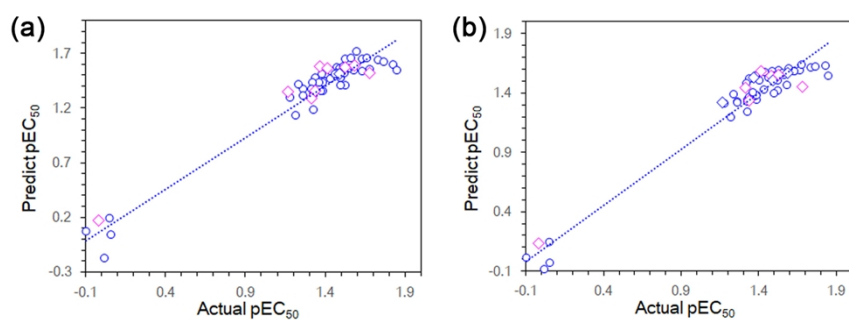 (a)
1.7
1.2
0.7
0.2
-0.3
Predict pEC50
-0.1 0.4 0.9 1.4 1.9
Actual pEC50
(b)
1.9
1.4
0.9
0.4
-0.1
Predict pEC50
-0.1 0.4 0.9 1.4 1.9
Actual pEC50